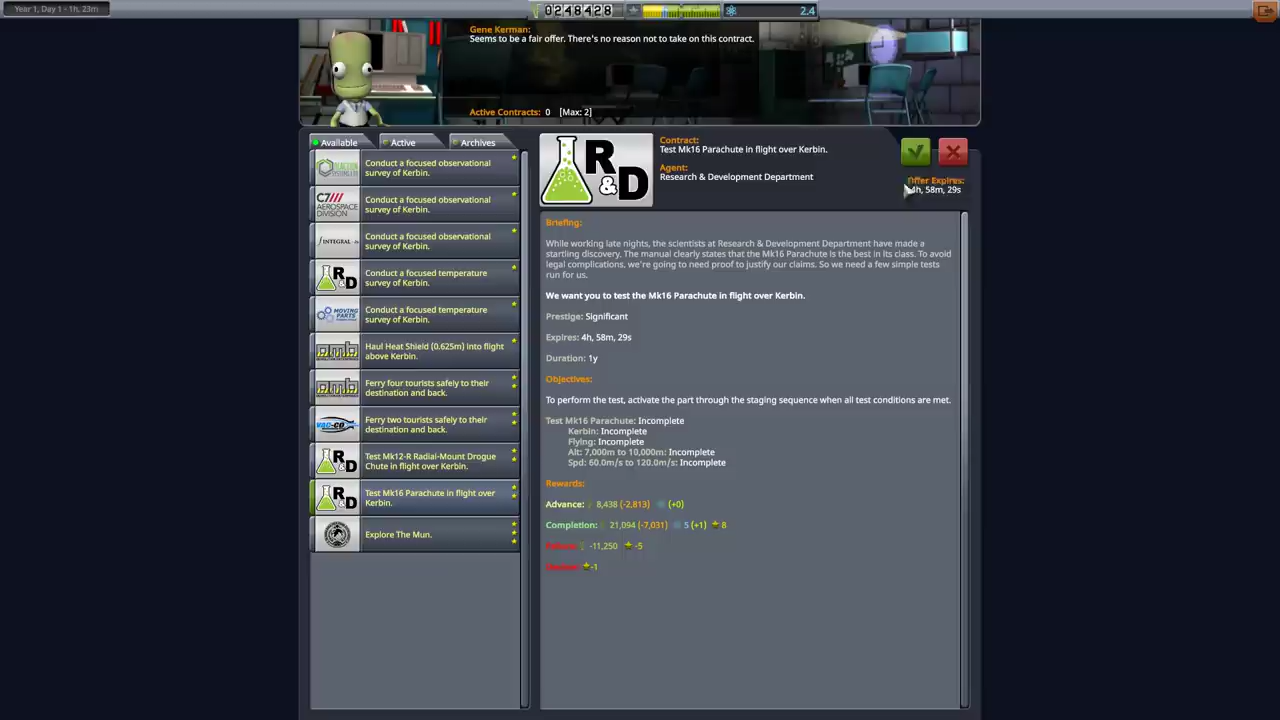 Year 1, Day 1 - 1h, 23m
0248428
2.4
Gene Kerman:
Seems to be a fair offer. There's no reason not to take on this contract.
Active Contracts: 0 [Max: 2]
Available
Active
Archives
Conduct a focused observational
survey of Kerbin.
C7
AEROSPACE
DIVISION
Conduct a focused observational
survey of Kerbin.
INTEGRAL
Conduct a focused observational
survey of Kerbin.
R&D
Conduct a focused temperature
survey of Kerbin.
MOVING
PARTS
Conduct a focused temperature
survey of Kerbin.
Haul Heat Shield (0.625m) into flight
above Kerbin.
Ferry four tourists safely to their
destination and back.
VAC-CO
Ferry two tourists safely to their
destination and back.
R&D
Test Mk12-R Radial-Mount Drogue
Chute in flight over Kerbin.
R&D
Test Mk16 Parachute in flight over
Kerbin.
Explore The Mun.
R&D
Contract:
Test Mk16 Parachute in flight over Kerbin.
Agent:
Research & Development Department
Offer Expires:
4h, 58m, 29s
Briefing:
While working late nights, the scientists at Research & Development Department have made a
startling discovery. The manual clearly states that the Mk16 Parachute is the best in its class. To avoid
legal complications, we're going to need proof to justify our claims. So we need a few simple tests
run for us.
We want you to test the Mk16 Parachute in flight over Kerbin.
Prestige: Significant
Expires: 4h, 58m, 29s
Duration: 1y
Objectives:
To perform the test, activate the part through the staging sequence when all test conditions are met.
Test Mk16 Parachute: Incomplete
Kerbin: Incomplete
Flying: Incomplete
Alt: 7,000m to 10,000m: Incomplete
Spd: 60.0m/s to 120.0m/s: Incomplete
Rewards:
Advance: 8,438 (-2,813) (+0)
Completion: 21,094 (-7,031) 5 (+1) 8
-11,250 -5
-1